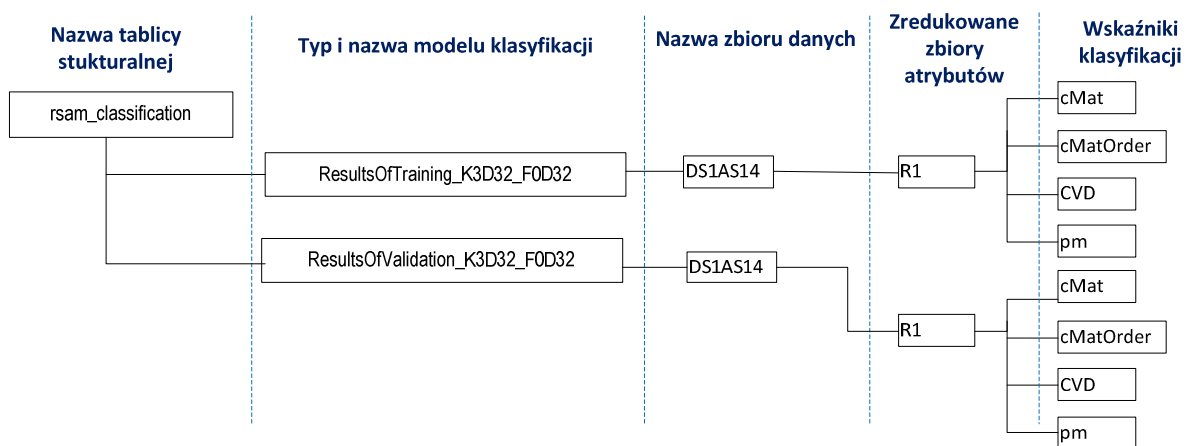 Nazwa tablicy
stukturalnej
Typ i nazwa modelu klasyfikacji
Nazwa zbioru danych
Zredukowane
zbiory
atrybutów
Wskaźniki
klasyfikacji
rsam_classification
ResultsOfTraining_K3D32_F0D32
DS1AS14
R1
cMat
cMatOrder
CVD
pm
ResultsOfValidation_K3D32_F0D32
DS1AS14
R1
cMat
cMatOrder
CVD
pm